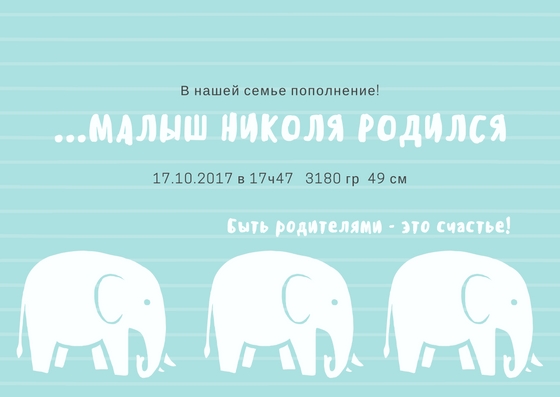 В нашей семье пополнение!
...МАЛЫШ НИКОЛЯ РОДИЛСЯ
17.10.2017 в 17ч47 3180 гр 49 см
Быть родителями - это счастье!